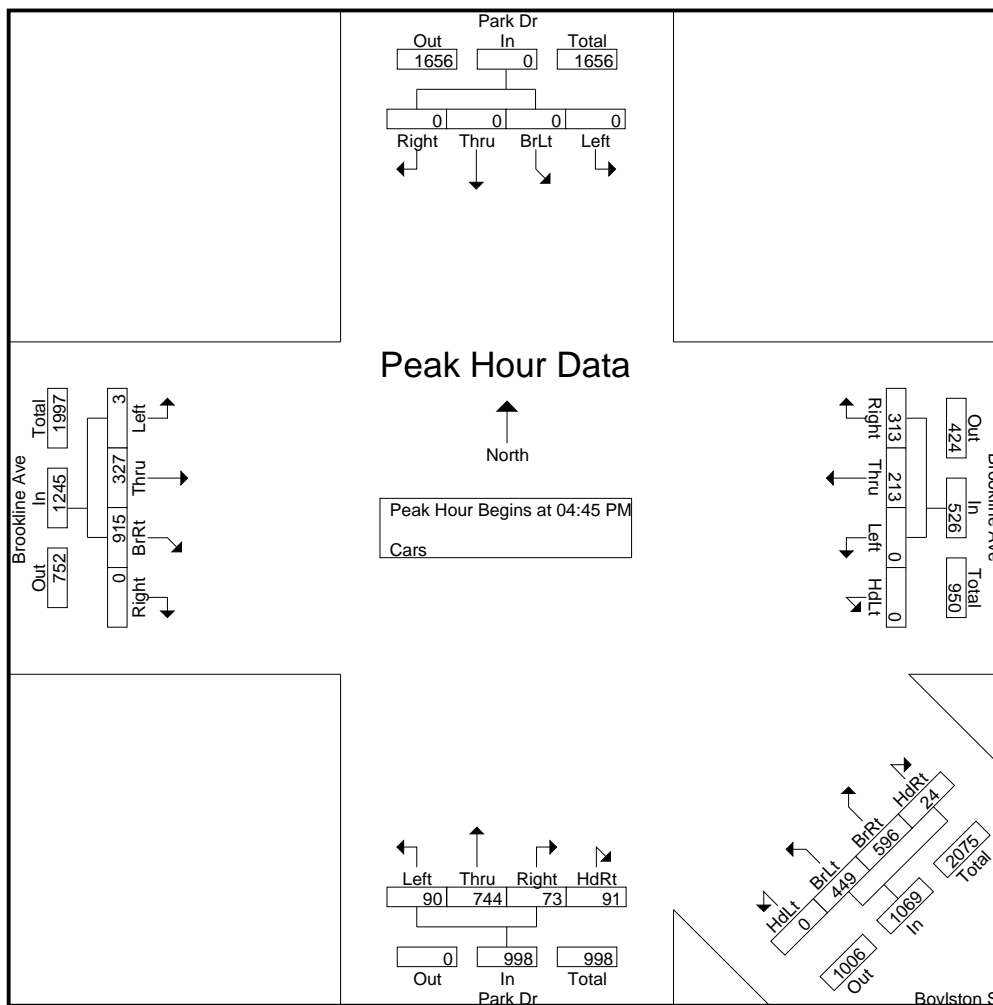 Park Dr
Out In Total
1656 0 1656
0 0 0 0
Right Thru BrLt Left
Peak Hour Data
North
Peak Hour Begins at 04:45 PM
Cars
Brookline Ave
Total In Out
1997 1245 752
3 327 915 0
Left Thru BrRt Right
Right Thru Left HdLt
313 213 0 0
Out In Total
424 526 950
Brookline Ave
Left Thru Right HdRt
90 744 73 91
0 998 998
Out In Total
Park Dr
HdLt BrLt BrRt HdRt
0 449 596 24
1006 1069 2075
Out In Total
Boylston S